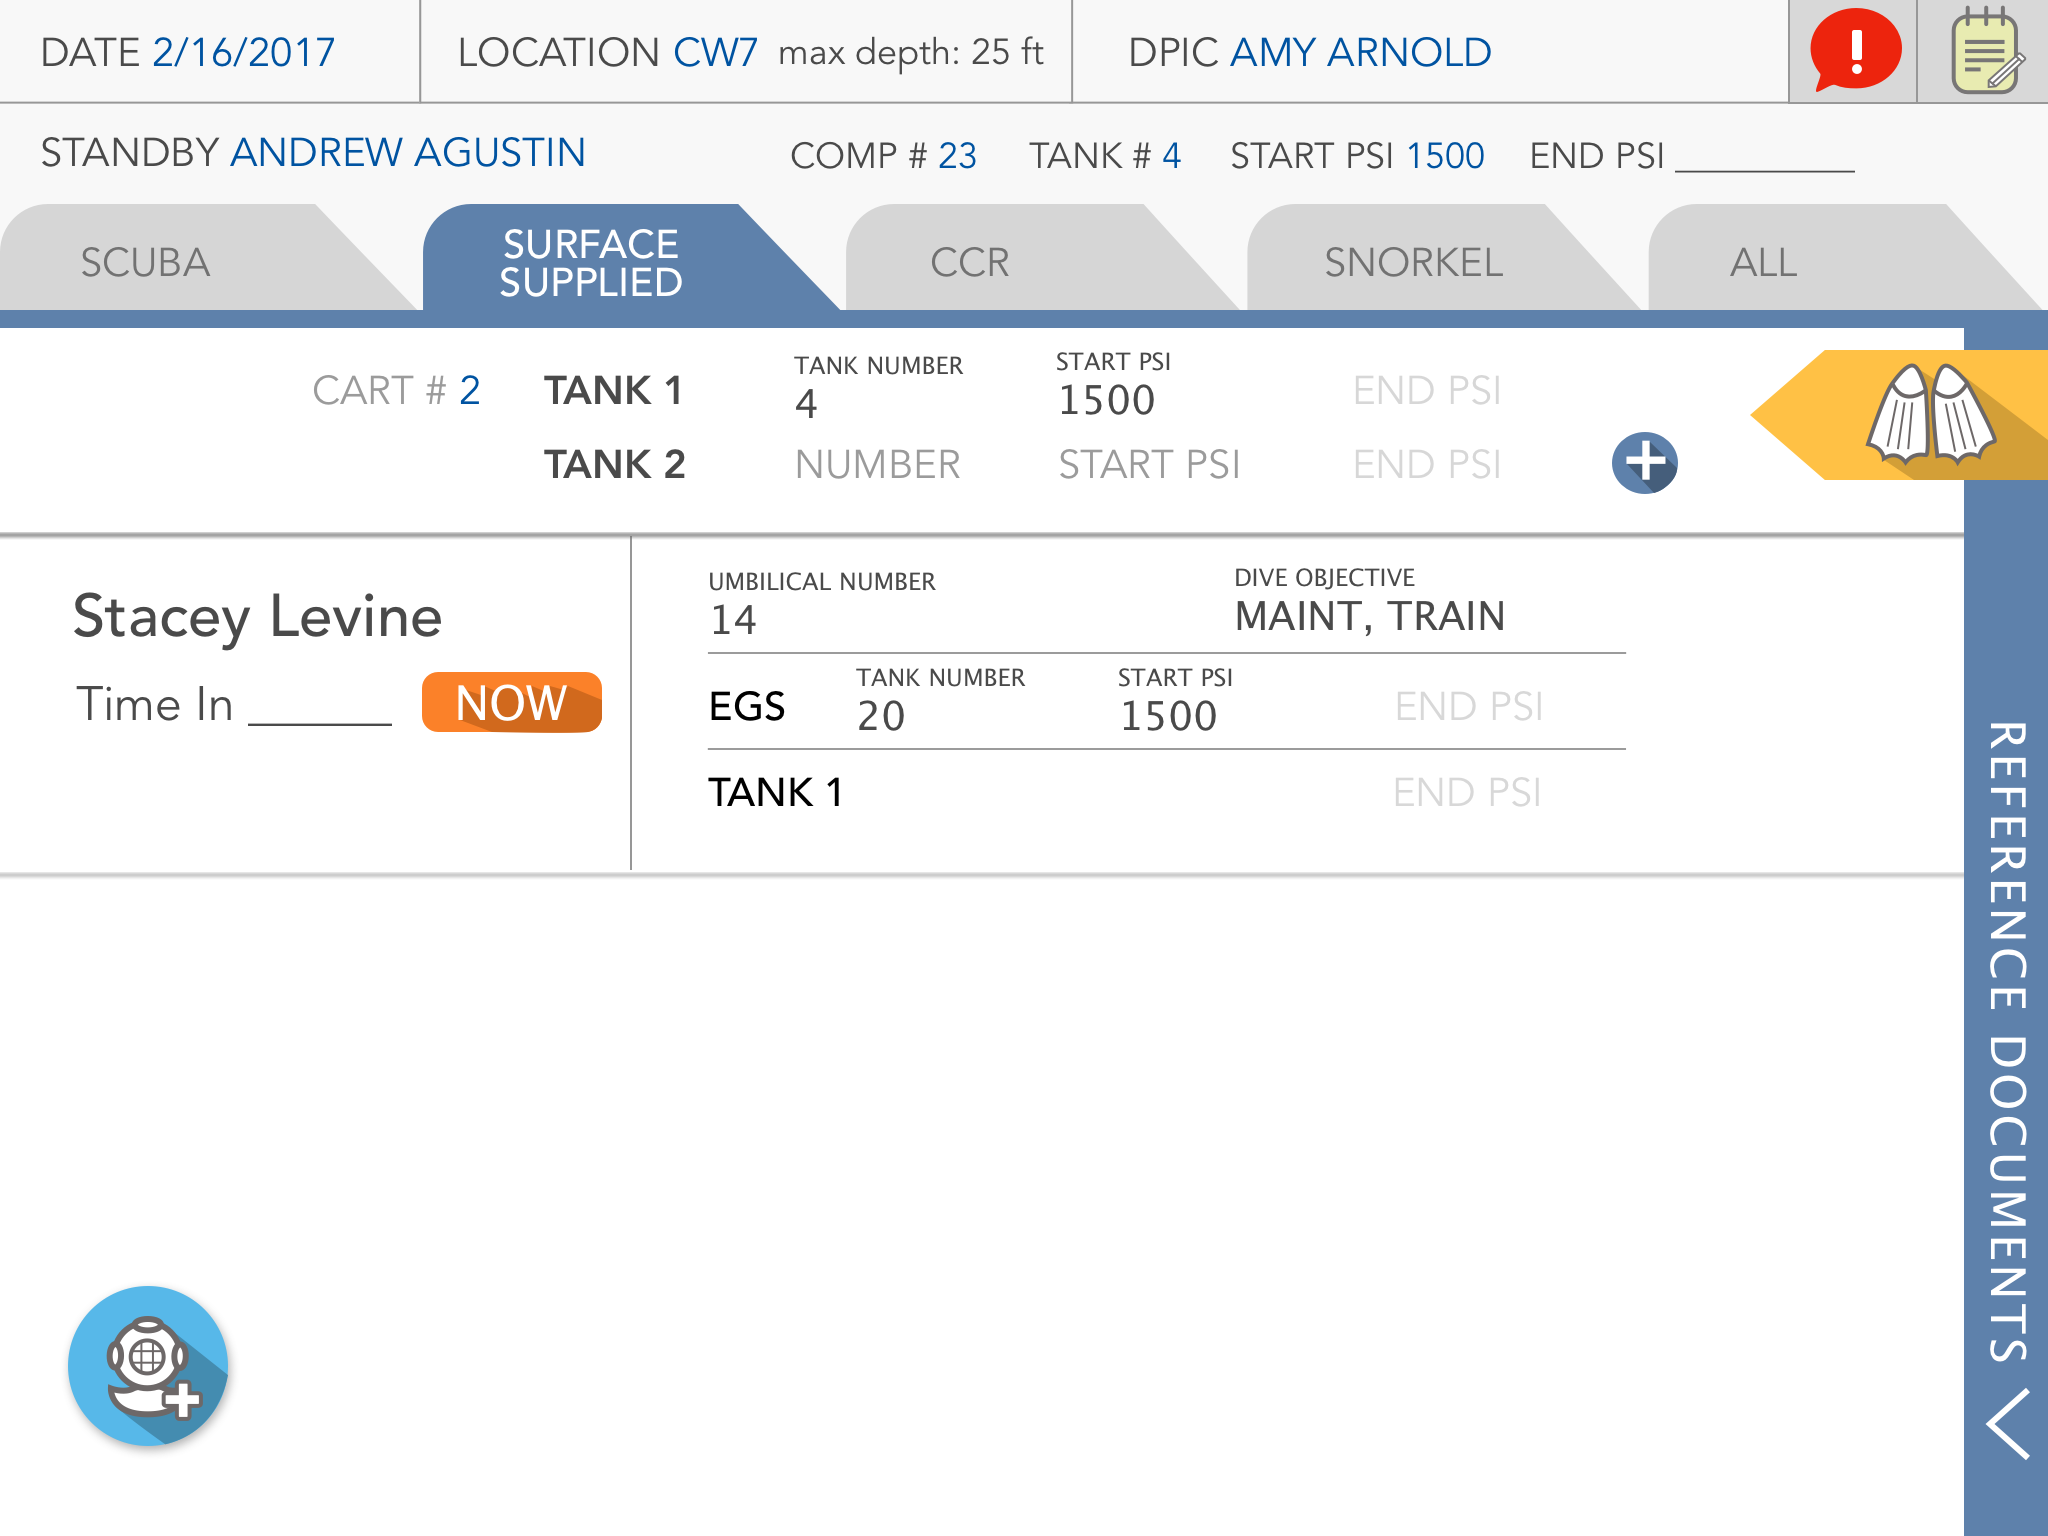 DATE 2/16/2017 LOCATION CW7 max depth: 25 ft DPIC AMY ARNOLD
STANDBY ANDREW AGUSTIN COMP # 23 TANK # 4 START PSI 1500 END PSI
SCUBA
SURFACE
SUPPLIED
CCR
SNORKEL
ALL
CART # 2 TANK 1
TANK NUMBER
4
START PSI
1500
END PSI
TANK 2 NUMBER START PSI END PSI
Stacey Levine
Time In
NOW
UMBILICAL NUMBER
14
DIVE OBJECTIVE
MAINT, TRAIN
EGS
TANK NUMBER
20
START PSI
1500
END PSI
TANK 1 END PSI
REFERENCE DOCUMENTS